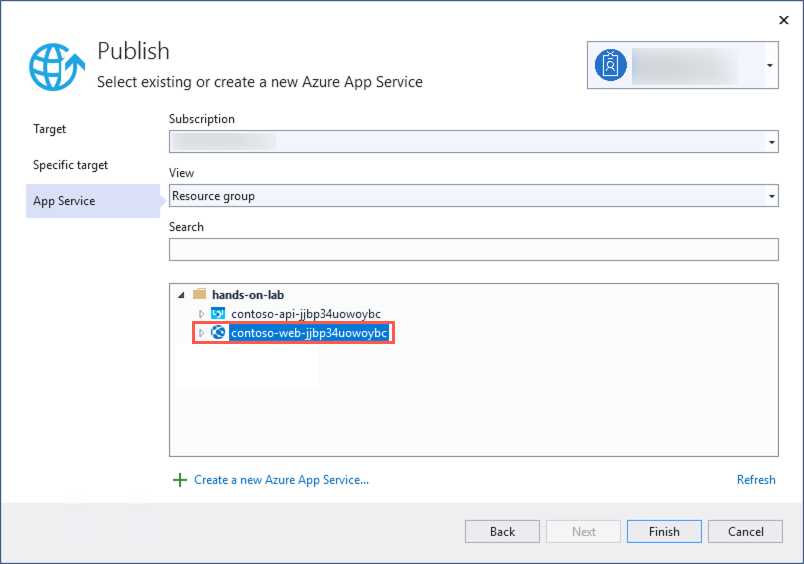 Publish
Select existing or create a new Azure App Service
Target
Specific target
App Service
Subscription
View
Resource group
Search
hands-on-lab
contoso-api-jjbp34uowoybc
contoso-web-jjbp34uowoybc
Create a new Azure App Service...
Refresh
Back
Next
Finish
Cancel